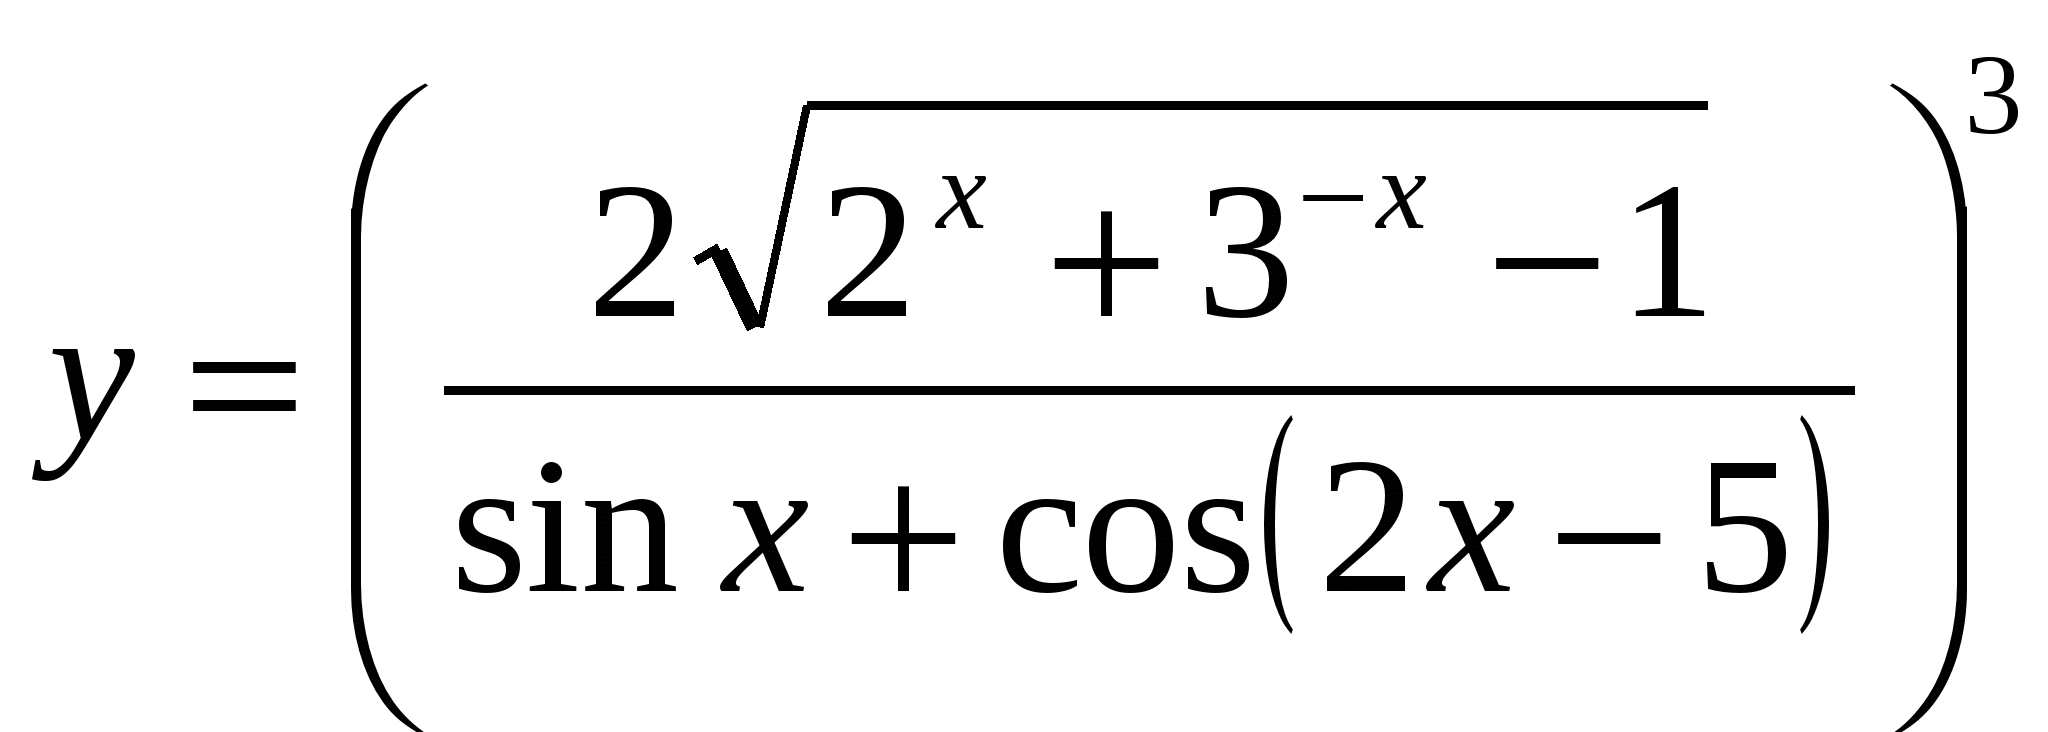 y = (2√(2^x + 3^(−x) − 1) / (sin x + cos(2x − 5)))^3